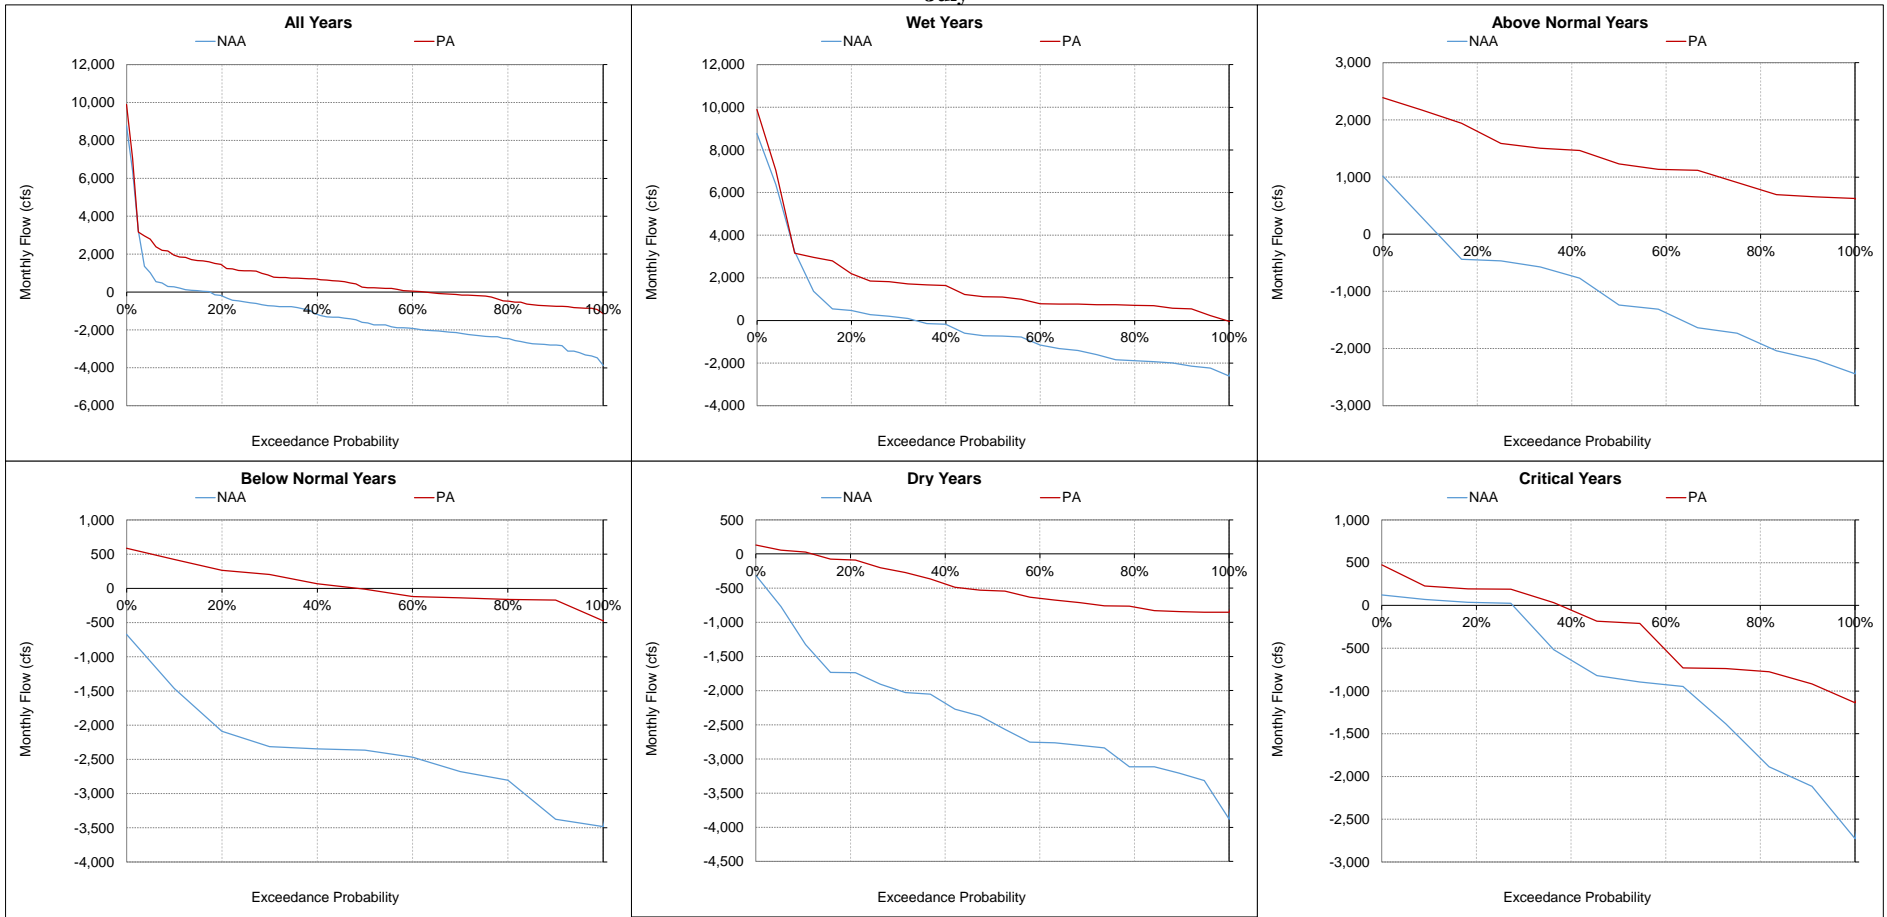 July
All Years
NAA PA
12,000
10,000
8,000
6,000
4,000
2,000
0
-2,000
-4,000
-6,000
0% 20% 40% 60% 80% 100%
Monthly Flow (cfs)
Exceedance Probability
Wet Years
NAA PA
12,000
10,000
8,000
6,000
4,000
2,000
0
-2,000
-4,000
0% 20% 40% 60% 80% 100%
Monthly Flow (cfs)
Exceedance Probability
Above Normal Years
NAA PA
3,000
2,000
1,000
0
-1,000
-2,000
-3,000
0% 20% 40% 60% 80% 100%
Monthly Flow (cfs)
Exceedance Probability
Below Normal Years
NAA PA
1,000
500
0
-500
-1,000
-1,500
-2,000
-2,500
-3,000
-3,500
-4,000
0% 20% 40% 60% 80% 100%
Monthly Flow (cfs)
Exceedance Probability
Dry Years
NAA PA
500
0
-500
-1,000
-1,500
-2,000
-2,500
-3,000
-3,500
-4,000
-4,500
0% 20% 40% 60% 80% 100%
Monthly Flow (cfs)
Exceedance Probability
Critical Years
NAA PA
1,000
500
0
-500
-1,000
-1,500
-2,000
-2,500
-3,000
0% 20% 40% 60% 80% 100%
Monthly Flow (cfs)
Exceedance Probability